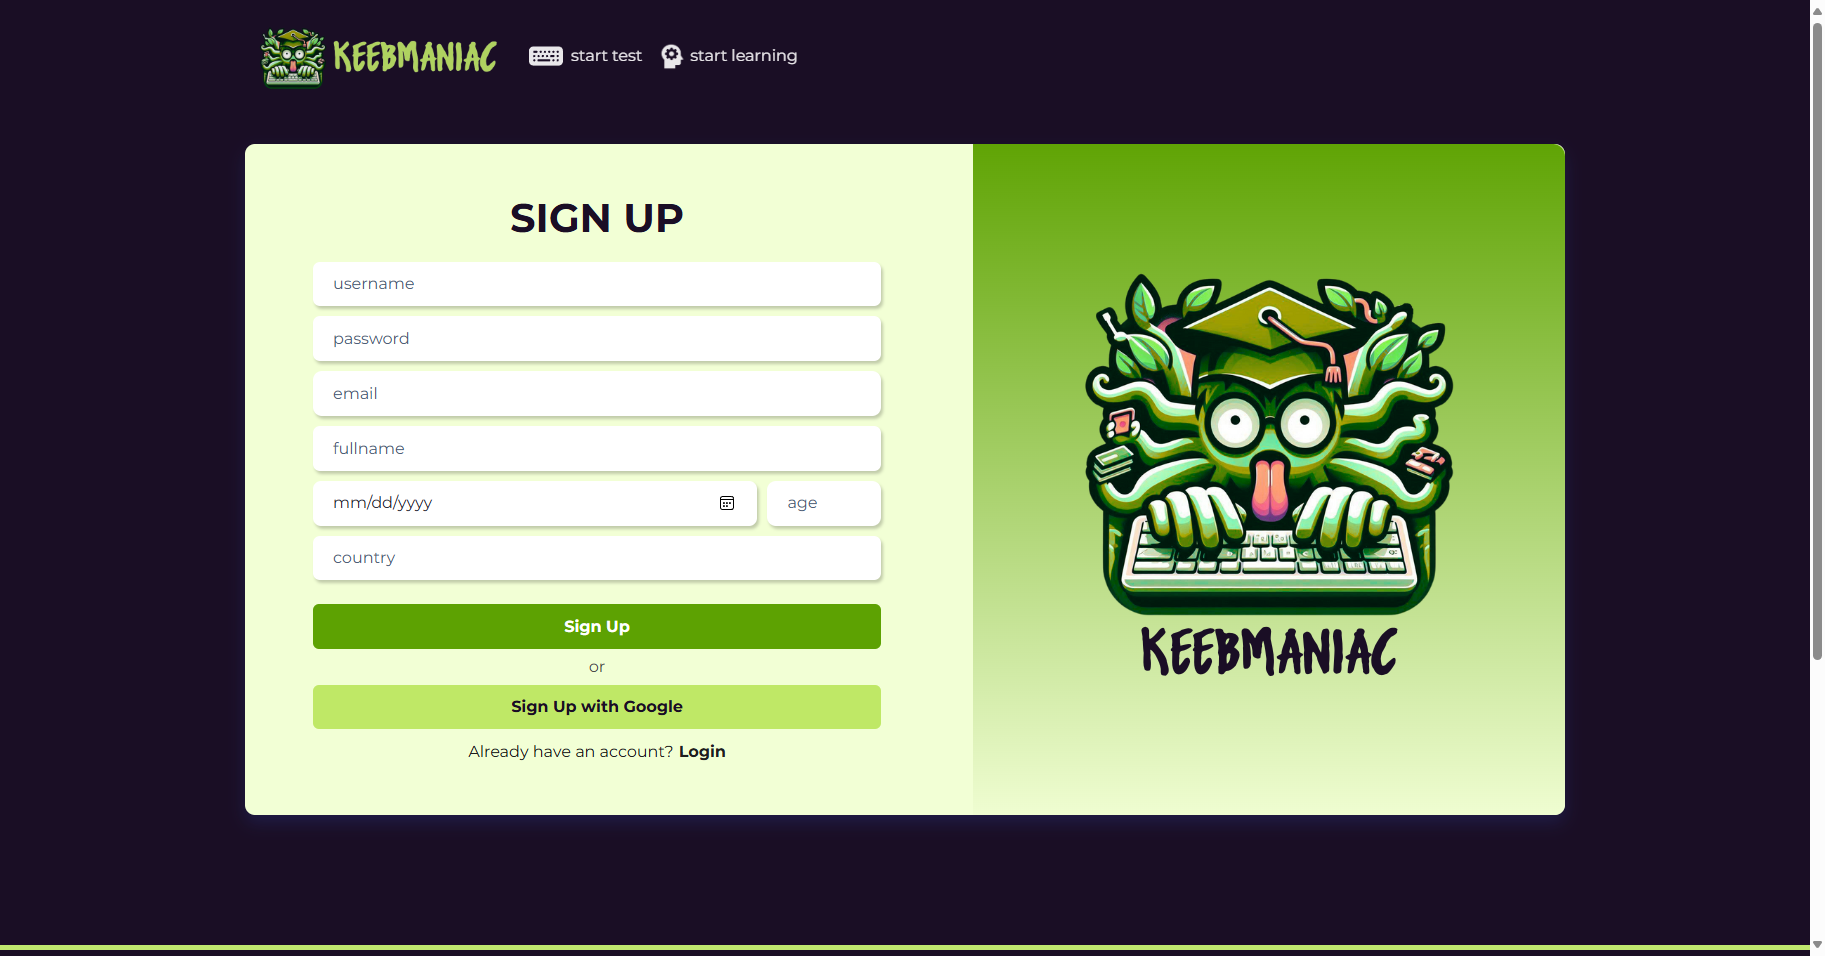 KEEBMANIAC start test start learning
SIGN UP
username
password
email
fullname
mm/dd/yyyy age
country
Sign Up
or
Sign Up with Google
Already have an account? Login
KEEBMANIAC